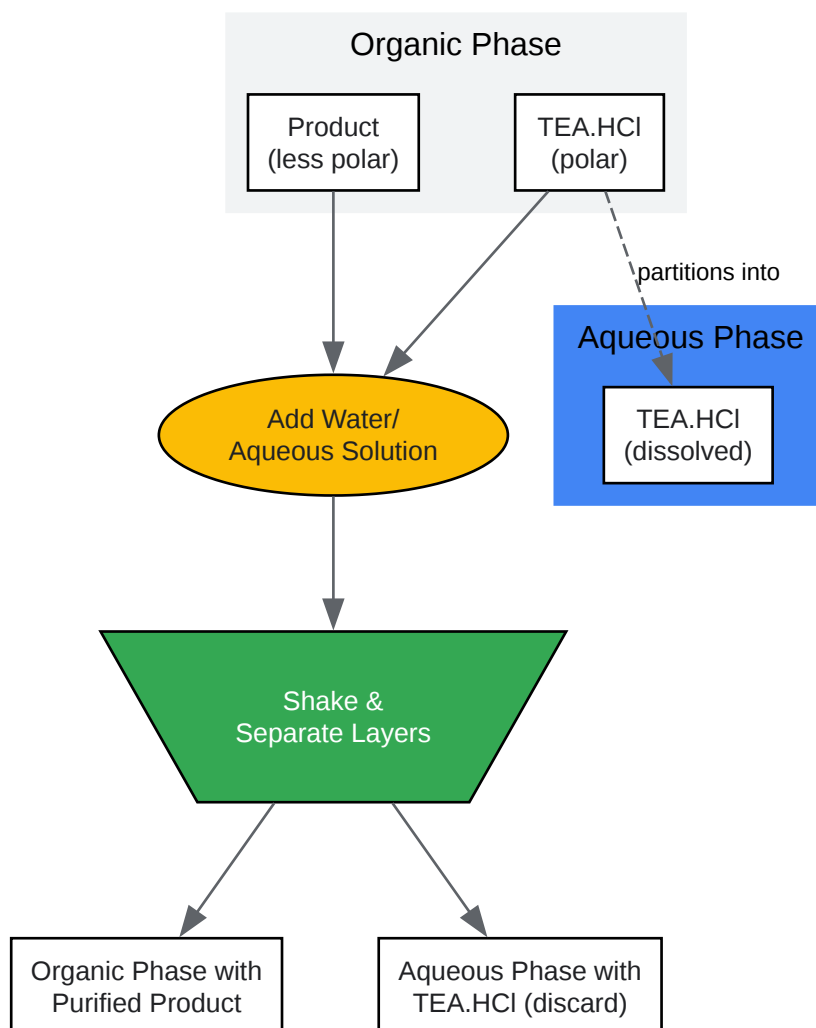 Organic Phase
Product
(less polar)
TEA.HCl
(polar)
partitions into
Aqueous Phase
TEA.HCl
(dissolved)
Add Water/
Aqueous Solution
Shake &
Separate Layers
Organic Phase with
Purified Product
Aqueous Phase with
TEA.HCl (discard)